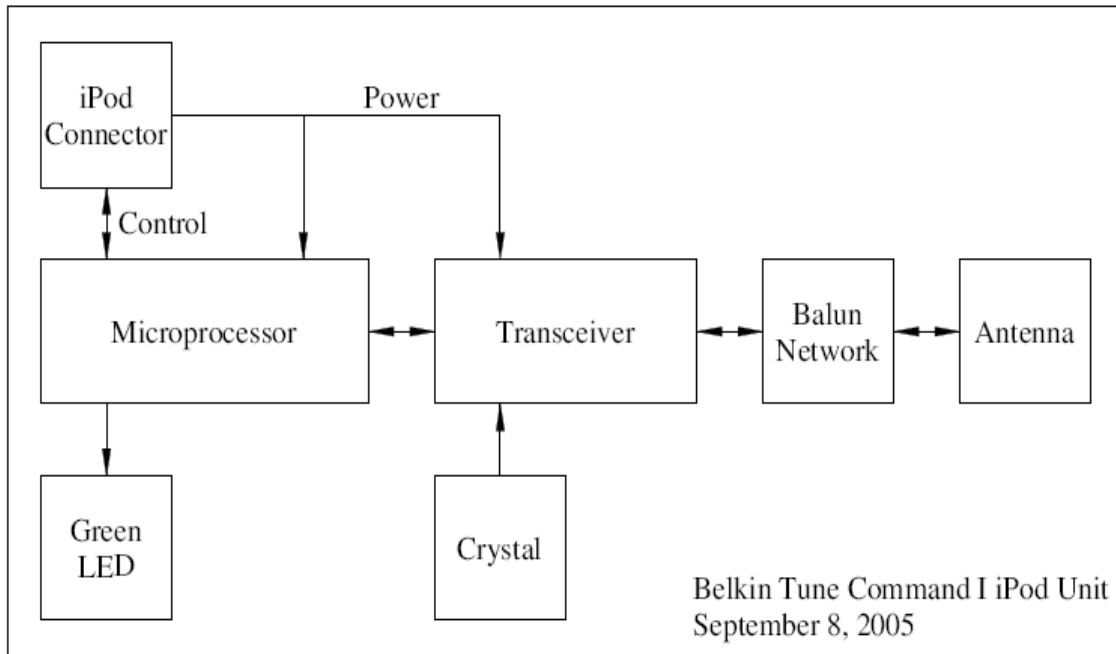 iPod
Connector
Power
Control
Microprocessor
Transceiver
Balun
Network
Antenna
Green
LED
Crystal
Belkin Tune Command I iPod Unit
September 8, 2005